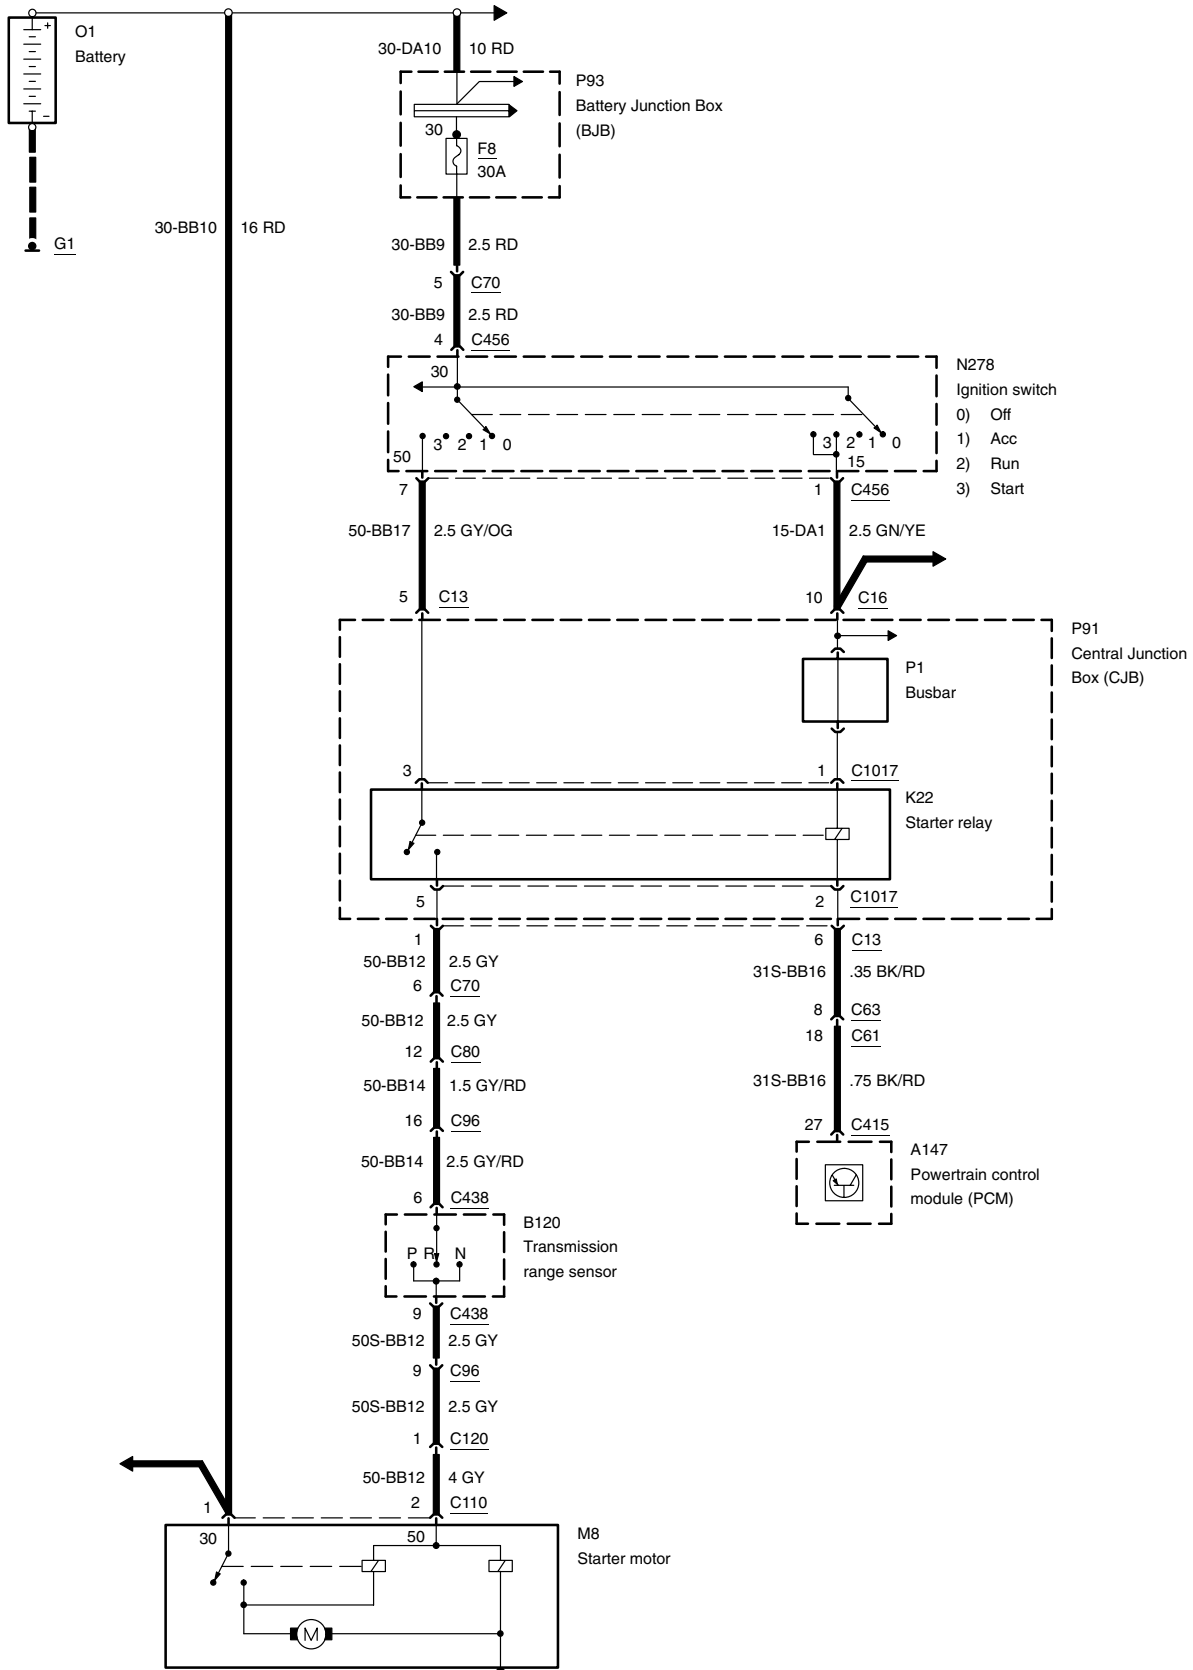 +
O1
Battery
−
G1
30-BB10 16 RD
30-DA10 10 RD
P93
Battery Junction Box
(BJB)
30
F8
30A
30-BB9 2.5 RD
5 C70
30-BB9 2.5 RD
4 C456
30
N278
Ignition switch
0) Off
1) Acc
2) Run
3) Start
3 2 1 0
3 2 1 0
50
15
7
1 C456
50-BB17 2.5 GY/OG
15-DA1 2.5 GN/YE
5 C13
10 C16
P91
Central Junction
Box (CJB)
P1
Busbar
3
1 C1017
K22
Starter relay
5
2 C1017
1
6 C13
50-BB12 2.5 GY
31S-BB16 .35 BK/RD
6 C70
8 C63
50-BB12 2.5 GY
18 C61
12 C80
50-BB14 1.5 GY/RD
31S-BB16 .75 BK/RD
16 C96
27 C415
A147
Powertrain control
module (PCM)
50-BB14 2.5 GY/RD
6 C438
B120
Transmission
range sensor
P R N
9 C438
50S-BB12 2.5 GY
9 C96
50S-BB12 2.5 GY
1 C120
50-BB12 4 GY
1
2 C110
30
50
M8
Starter motor
M